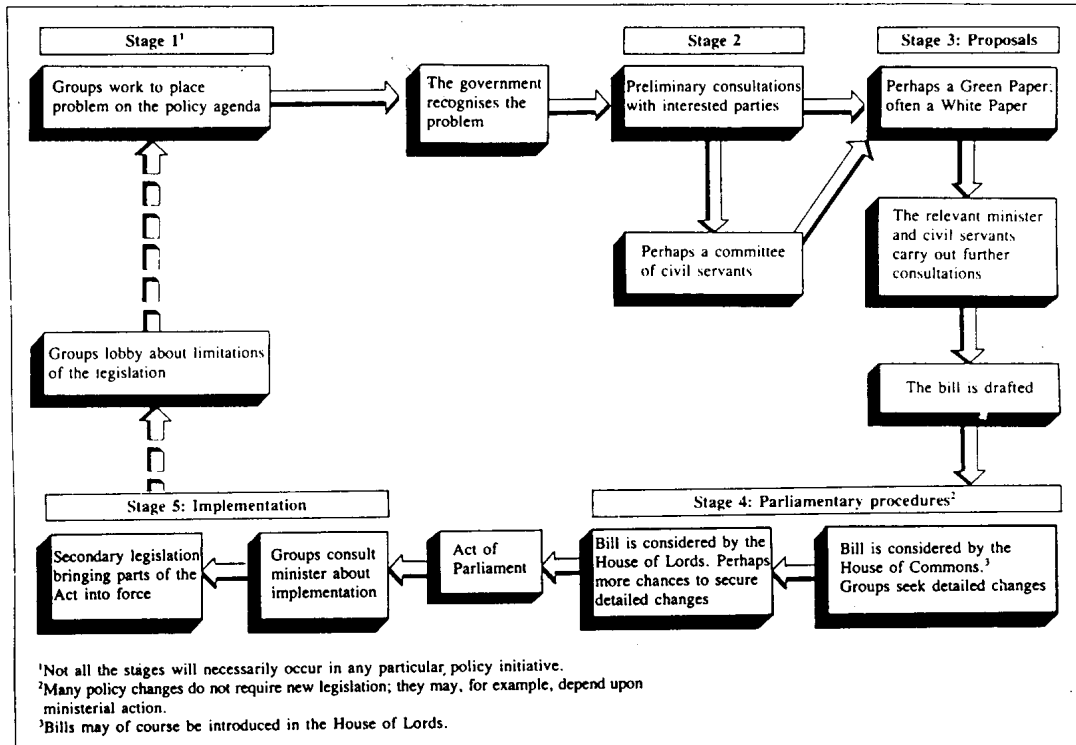 Stage 1¹
Groups work to place
problem on the policy agenda
The government
recognises the
problem
Stage 2
Preliminary consultations
with interested parties
Perhaps a committee
of civil servants
Stage 3: Proposals
Perhaps a Green Paper,
often a White Paper
The relevant minister
and civil servants
carry out further
consultations
The bill is drafted
Stage 4: Parliamentary procedures²
Bill is considered by the
House of Commons.³
Groups seek detailed changes
Bill is considered by the
House of Lords. Perhaps
more chances to secure
detailed changes
Act of
Parliament
Stage 5: Implementation
Groups consult
minister about
implementation
Secondary legislation
bringing parts of the
Act into force
Groups lobby about limitations
of the legislation
¹Not all the stages will necessarily occur in any particular policy initiative.
²Many policy changes do not require new legislation; they may, for example, depend upon
ministerial action.
³Bills may of course be introduced in the House of Lords.